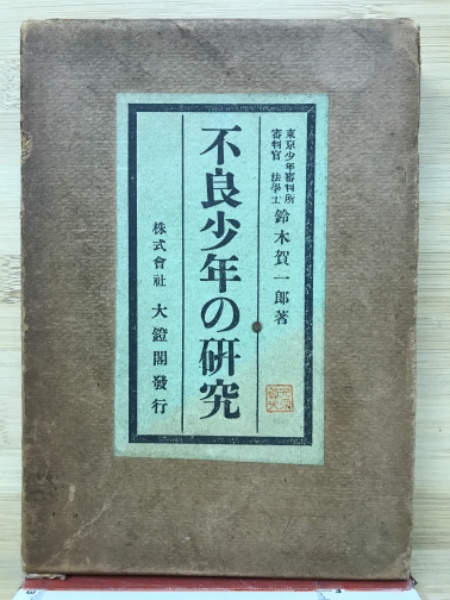 東京少年審判所
審判官 法學士 鈴木賀一郎著
不良少年の研究
株式會社 大鐙閣發行